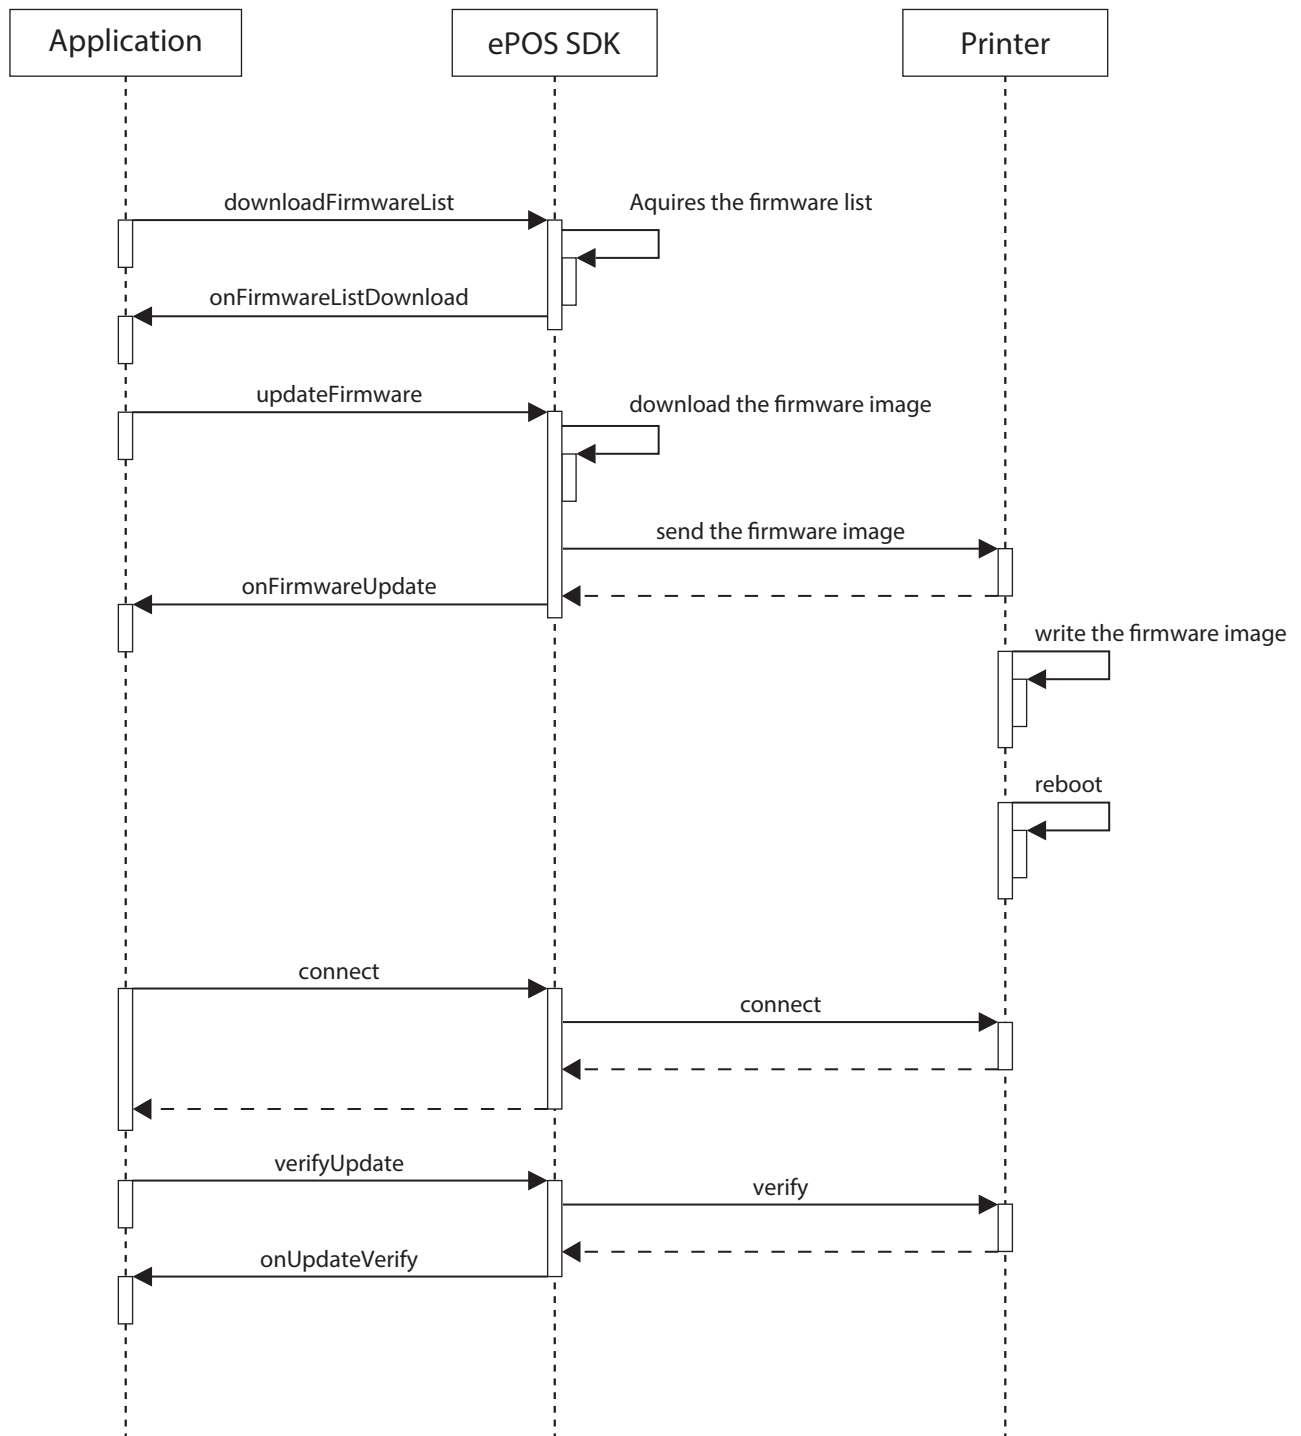 Application
ePOS SDK
Printer
downloadFirmwareList
Aquires the firmware list
onFirmwareListDownload
updateFirmware
download the firmware image
send the firmware image
onFirmwareUpdate
write the firmware image
reboot
connect
connect
verifyUpdate
verify
onUpdateVerify